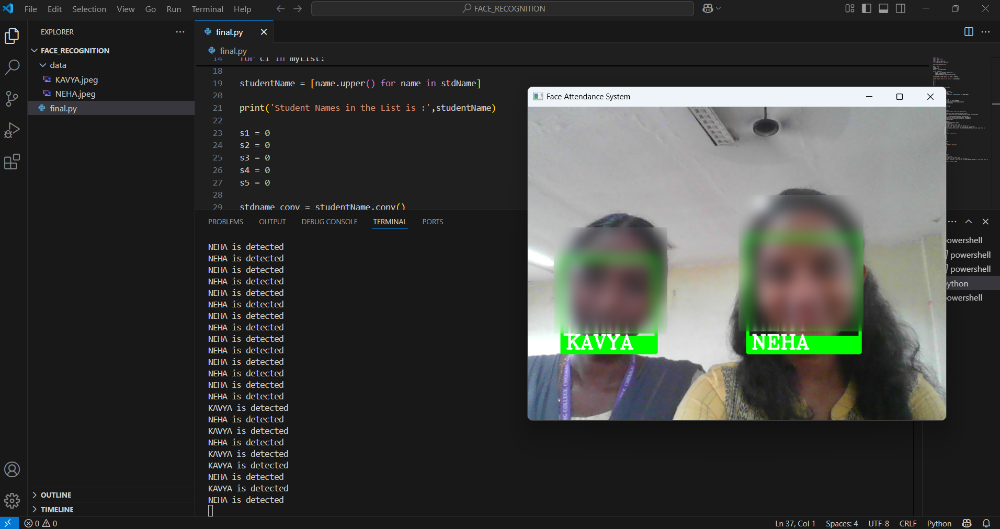 File Edit Selection View Go Run Terminal Help
FACE_RECOGNITION
EXPLORER
FACE_RECOGNITION
data
KAVYA.jpeg
NEHA.jpeg
final.py
OUTLINE
TIMELINE
final.py
final.py
14 for cl in myList:
18
19 studentName = [name.upper() for name in stdName]
20
21 print('Student Names in the List is :',studentName)
22
23 s1 = 0
24 s2 = 0
25 s3 = 0
26 s4 = 0
27 s5 = 0
28
29 stdname_copy = studentName.copy()
PROBLEMS OUTPUT DEBUG CONSOLE TERMINAL PORTS
NEHA is detected
NEHA is detected
NEHA is detected
NEHA is detected
NEHA is detected
NEHA is detected
NEHA is detected
NEHA is detected
NEHA is detected
NEHA is detected
NEHA is detected
NEHA is detected
NEHA is detected
NEHA is detected
KAVYA is detected
NEHA is detected
KAVYA is detected
NEHA is detected
KAVYA is detected
KAVYA is detected
NEHA is detected
KAVYA is detected
NEHA is detected
Face Attendance System
KAVYA
NEHA
COLLEGE CHENNAI
CHENNAI
powershell
powershell
powershell
python
powershell
0 0
Ln 37, Col 1 Spaces: 4 UTF-8 CRLF Python